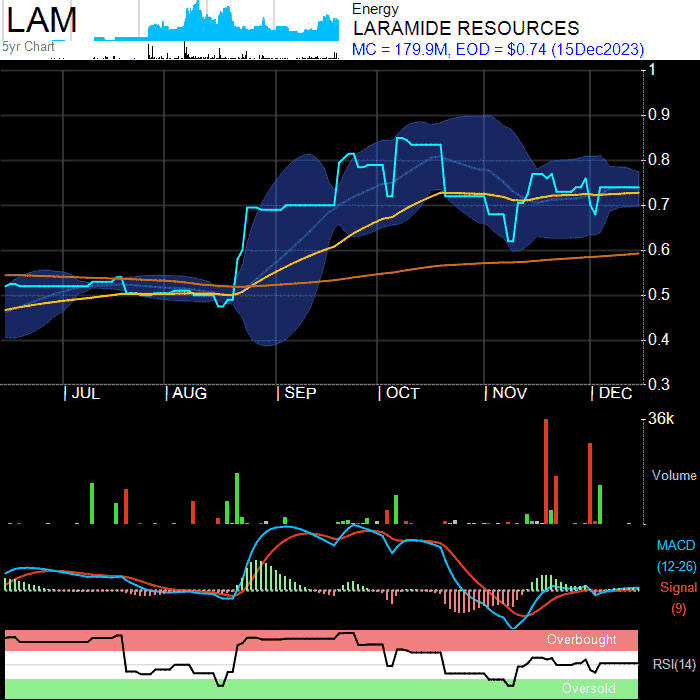 LAM
5yr Chart
Energy
LARAMIDE RESOURCES
MC = 179.9M, EOD = $0.74 (15Dec2023)
1
0.9
0.8
0.7
0.6
0.5
0.4
0.3
JUL AUG SEP OCT NOV DEC
36k
Volume
MACD
(12-26)
Signal
(9)
Overbought
RSI(14)
Oversold